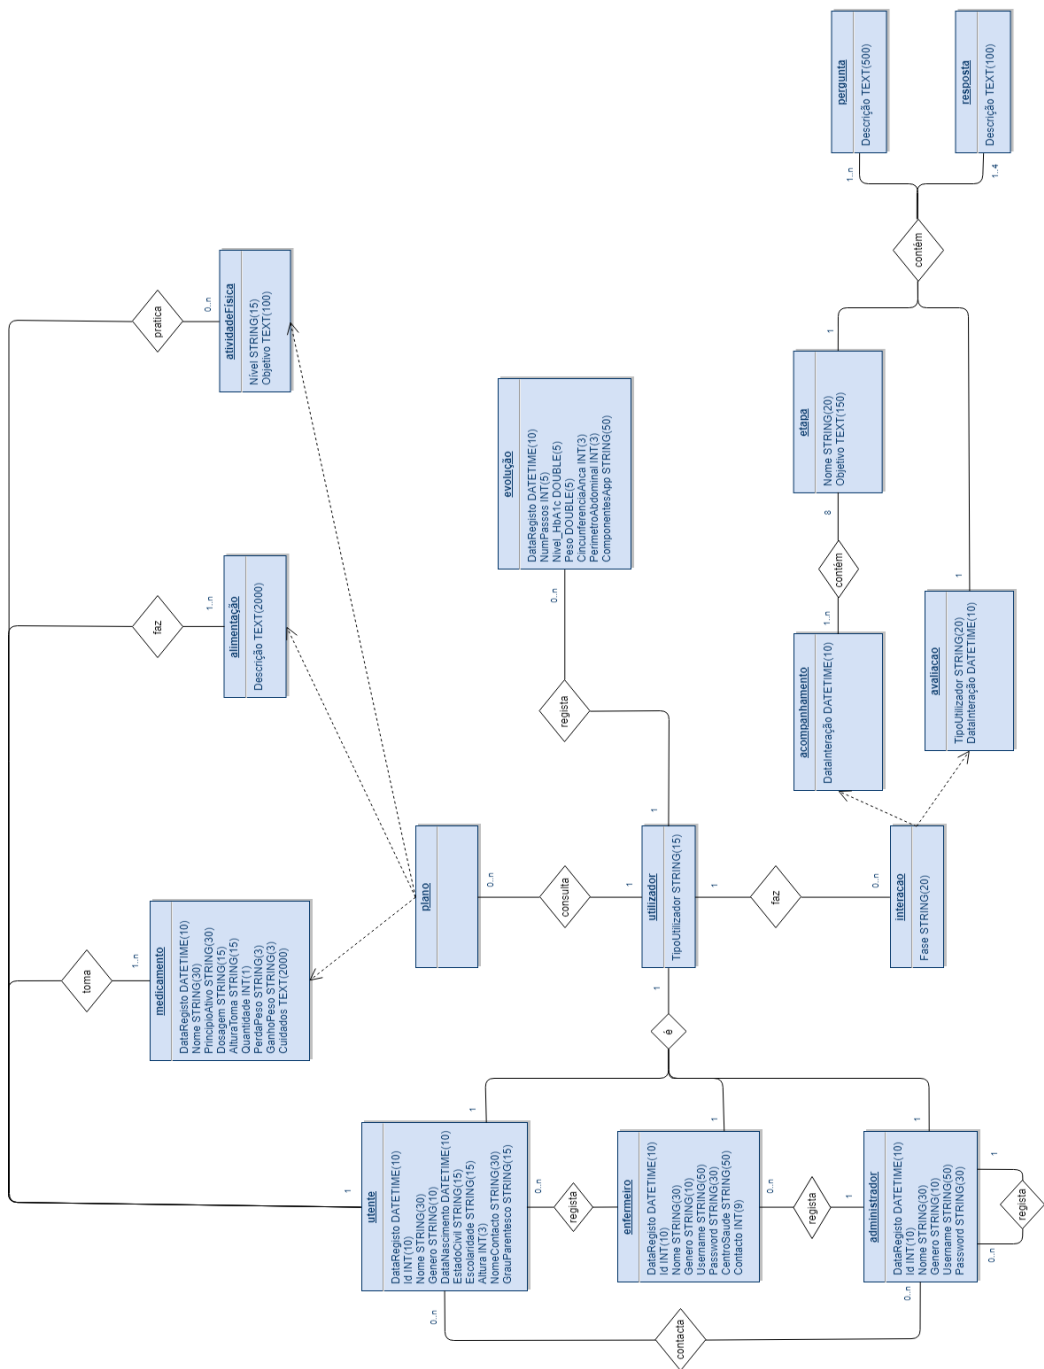 pergunta
Descrição TEXT(500)
resposta
Descrição TEXT(100)
1..n
1..4
contém
pratica
0..n
atividadeFísica
Nível STRING(15)
Objetivo TEXT(100)
1
etapa
Nome STRING(20)
Objetivo TEXT(150)
8
contém
1..n
acompanhamento
DataInteração DATETIME(10)
1
avaliacao
TipoUtilizador STRING(20)
DataInteração DATETIME(10)
evolução
DataRegisto DATETIME(10)
NumPassos INT(5)
Nivel_HbA1c DOUBLE(5)
Peso DOUBLE(5)
CincunferenciaAnca INT(3)
PerimetroAbdominal INT(3)
ComponentesApp STRING(50)
0..n
regista
1
faz
1..n
alimentação
Descrição TEXT(2000)
toma
1..n
medicamento
DataRegisto DATETIME(10)
Nome STRING(30)
PrincipioAtivo STRING(30)
Dosagem STRING(15)
AlturaToma STRING(15)
Quantidade INT(1)
PerdaPeso STRING(3)
GanhoPeso STRING(3)
Cuidados TEXT(2000)
plano
0..n
consulta
1
utilizador
TipoUtilizador STRING(15)
1
faz
0..n
interacao
Fase STRING(20)
1
é
1
1
1
1
utente
DataRegisto DATETIME(10)
Id INT(10)
Nome STRING(30)
Genero STRING(10)
DataNascimento DATETIME(10)
EstadoCivil STRING(15)
Escolaridade STRING(15)
Altura INT(3)
NomeContacto STRING(30)
GrauParentesco STRING(15)
0..n
regista
enfermeiro
DataRegisto DATETIME(10)
Id INT(10)
Nome STRING(30)
Genero STRING(10)
Username STRING(50)
Password STRING(30)
CentroSaude STRING(50)
Contacto INT(9)
0..n
regista
1
administrador
DataRegisto DATETIME(10)
Id INT(10)
Nome STRING(30)
Genero STRING(10)
Username STRING(50)
Password STRING(30)
1
regista
0..n
0..n
contacta
0..n